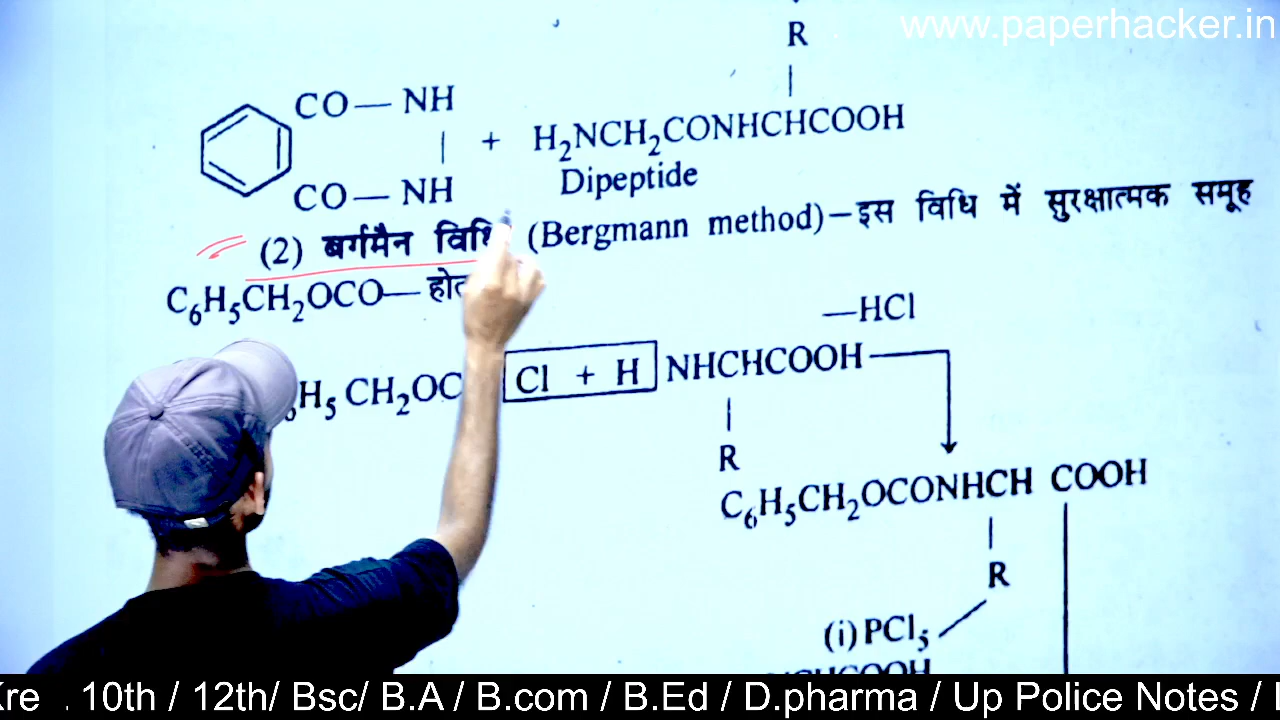 www.paperhacker.in
R
CO— NH
+ H₂NCH₂CONHCHCOOH
CO— NH
Dipeptide
(2) बर्गमैन विधि (Bergmann method)–इस विधि में सुरक्षात्मक समूह
C₆H₅CH₂OCO—
—HCl
H₅ CH₂OC Cl + H NHCHCOOH
R
C₆H₅CH₂OCONHCH COOH
R
(i) PCl₅
. 10th / 12th/ Bsc/ B.A / B.com / B.Ed / D.pharma / Up Police Notes /